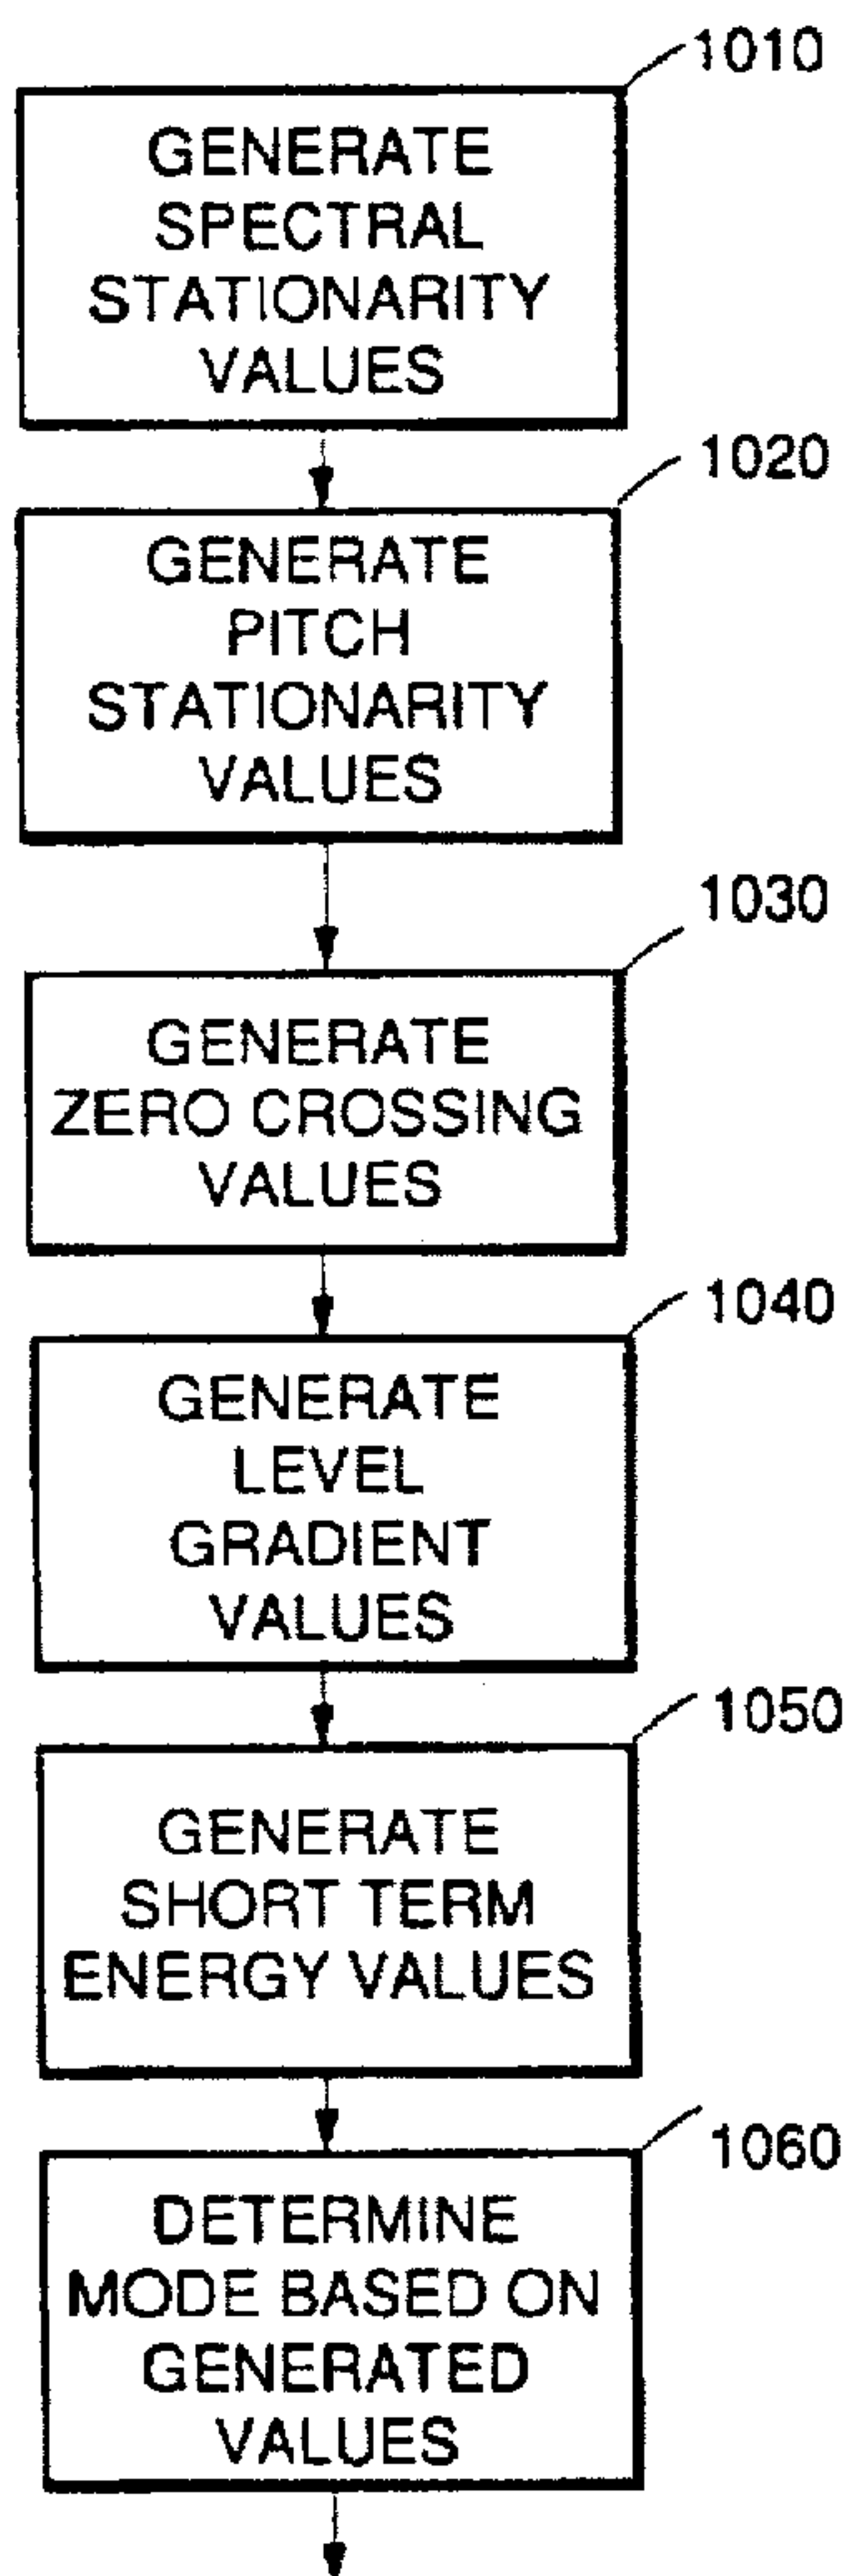 1010
GENERATE
SPECTRAL
STATIONARITY
VALUES
1020
GENERATE
PITCH
STATIONARITY
VALUES
1030
GENERATE
ZERO CROSSING
VALUES
1040
GENERATE
LEVEL
GRADIENT
VALUES
1050
GENERATE
SHORT TERM
ENERGY VALUES
1060
DETERMINE
MODE BASED ON
GENERATED
VALUES